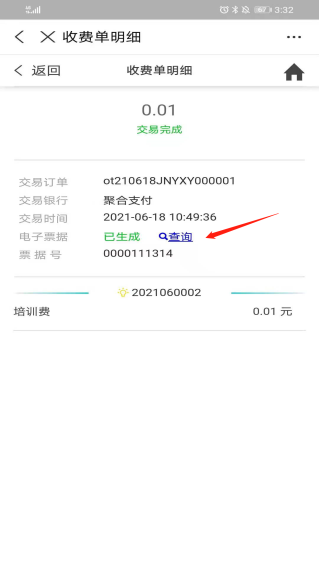 3:32
收费单明细
返回 收费单明细
0.01
交易完成
交易订单 ot210618JNYXY000001
交易银行 聚合支付
交易时间 2021-06-18 10:49:36
电子票据 已生成 查询
票据号 0000111314
2021060002
培训费 0.01 元